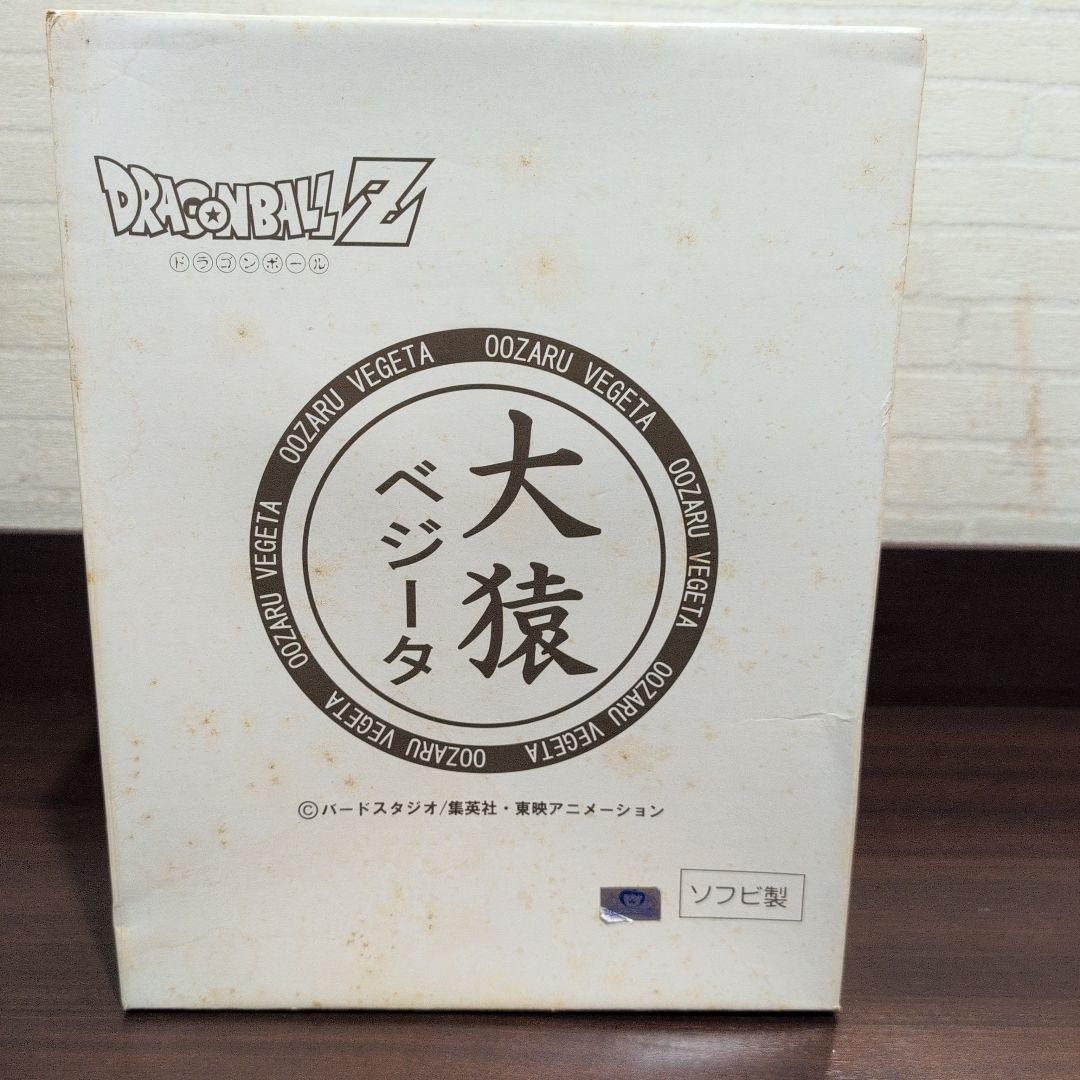 DRAGONBALL Z
ドラゴンボール
OOZARU VEGETA OOZARU VEGETA OOZARU VEGETA OOZARU VEGETA OOZARU VEGETA OOZARU VEGETA
大猿
ベジータ
©バードスタジオ/集英社・東映アニメーション
ソフビ製